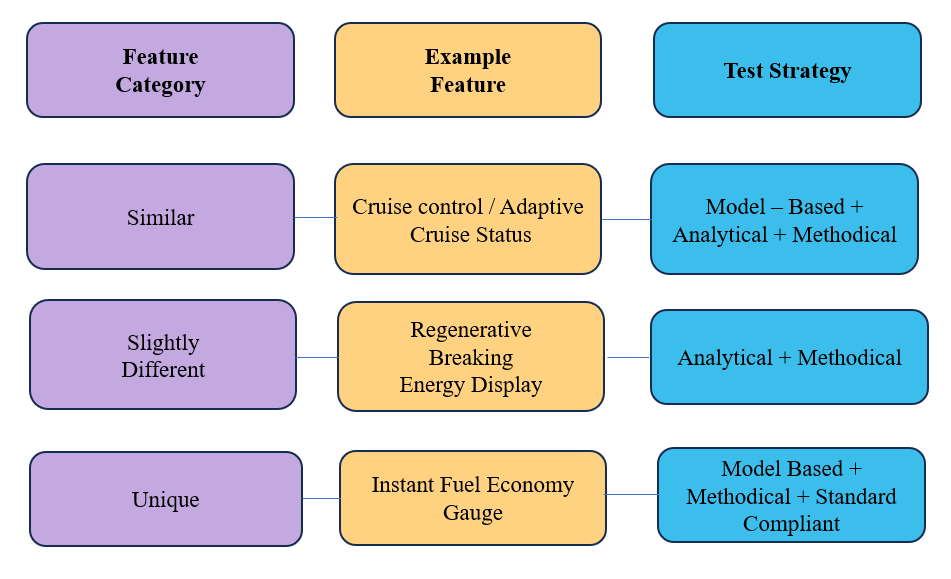 Feature
Category
Example
Feature
Test Strategy
Similar
Cruise control / Adaptive
Cruise Status
Model – Based +
Analytical + Methodical
Slightly
Different
Regenerative
Breaking
Energy Display
Analytical + Methodical
Unique
Instant Fuel Economy
Gauge
Model Based +
Methodical + Standard
Compliant